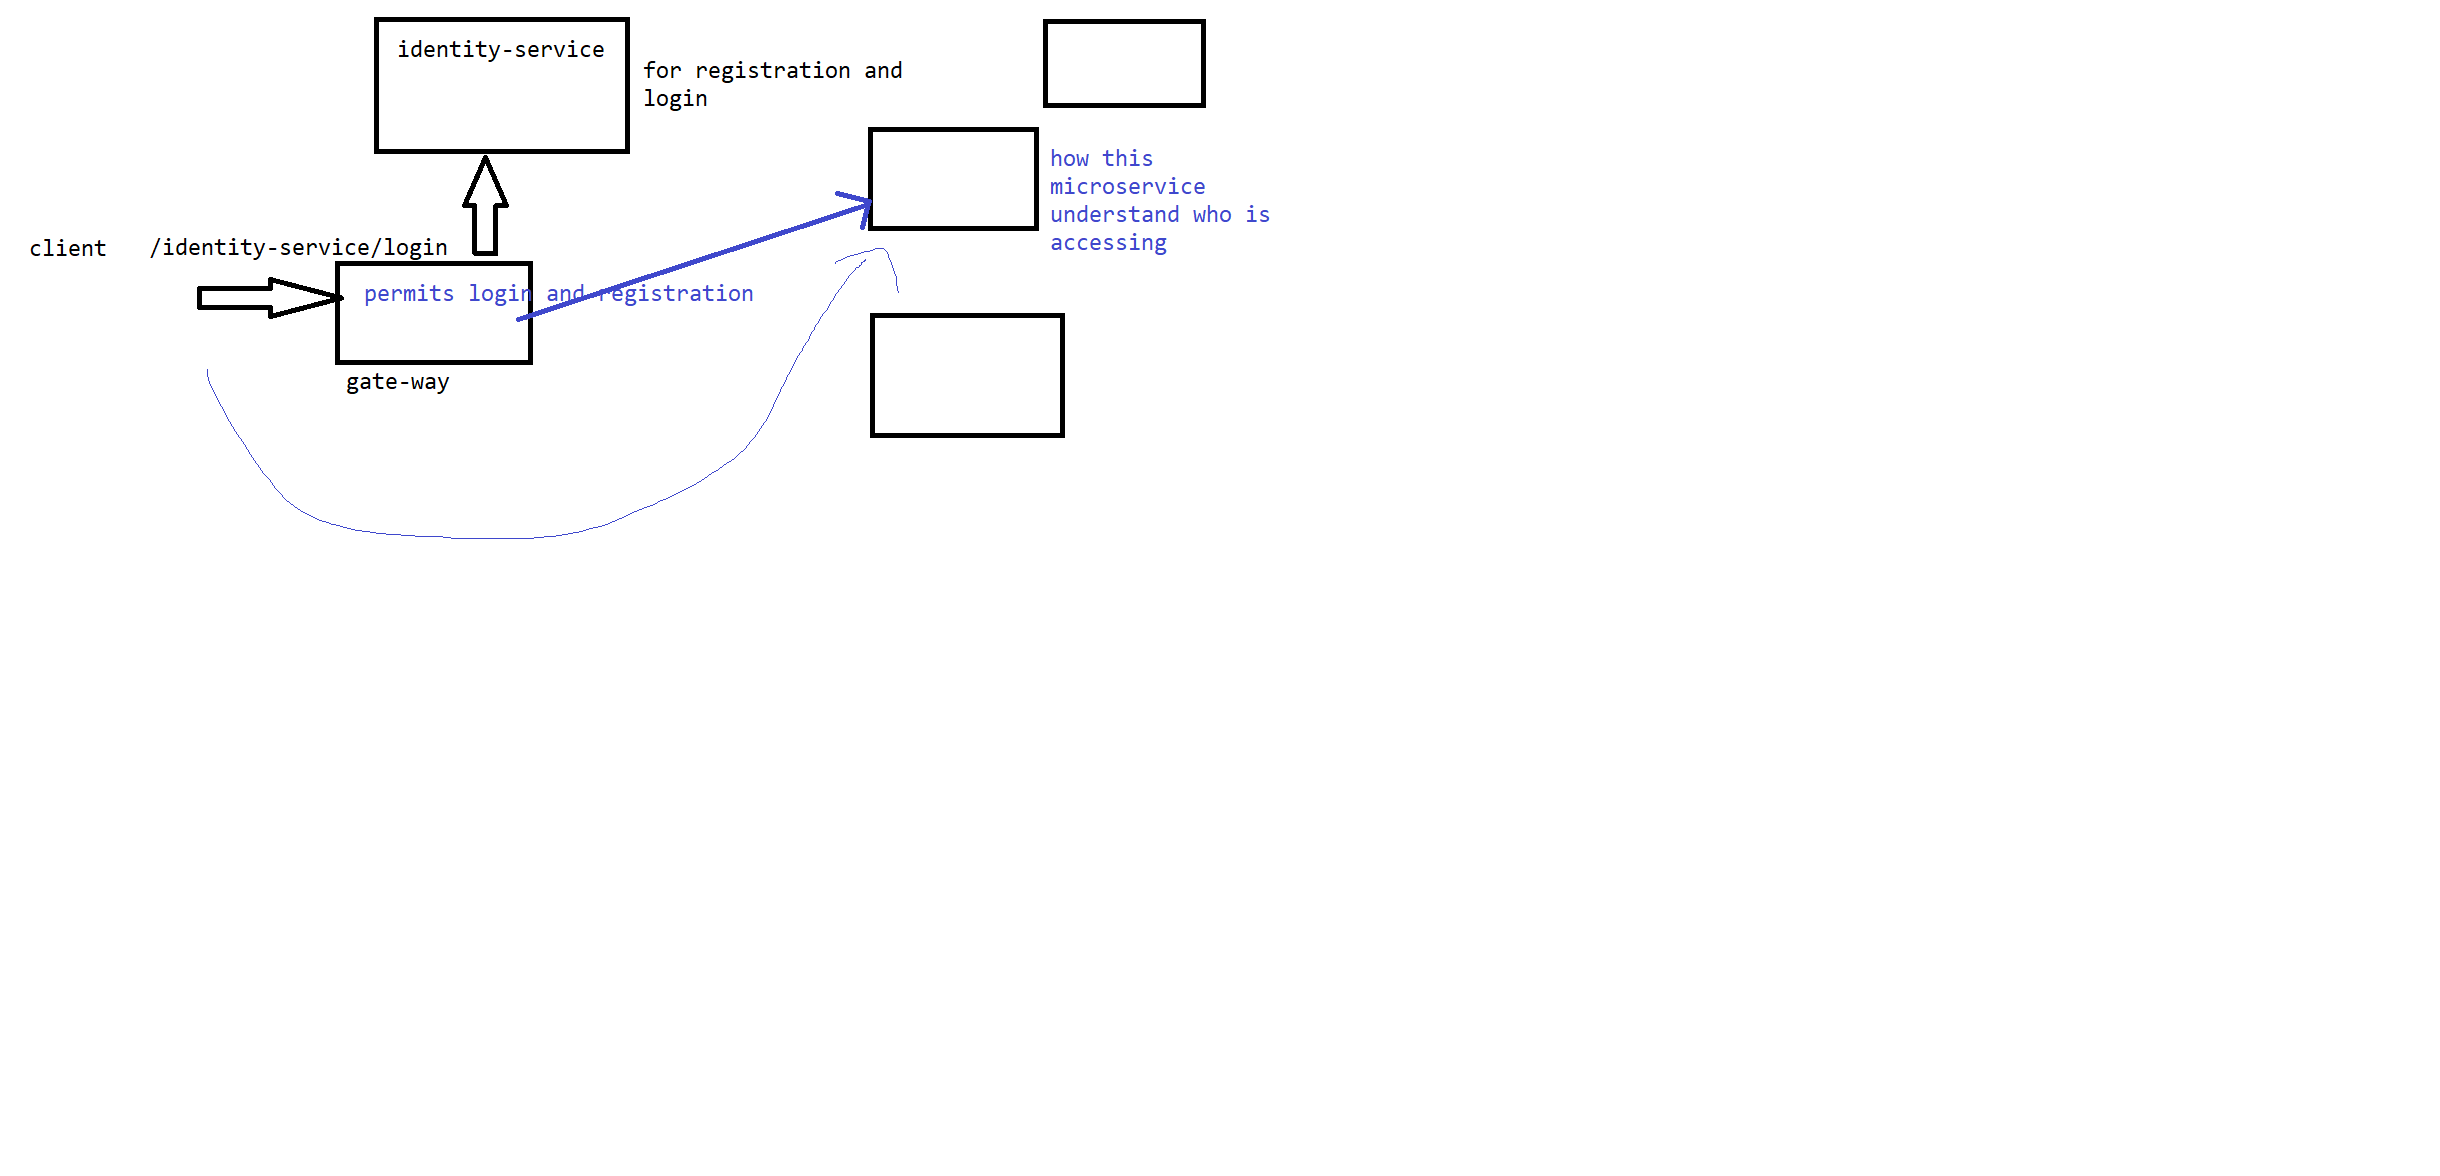 identity-service
for registration and
login
how this
microservice
understand who is
accessing
client /identity-service/login
permits login and registration
gate-way